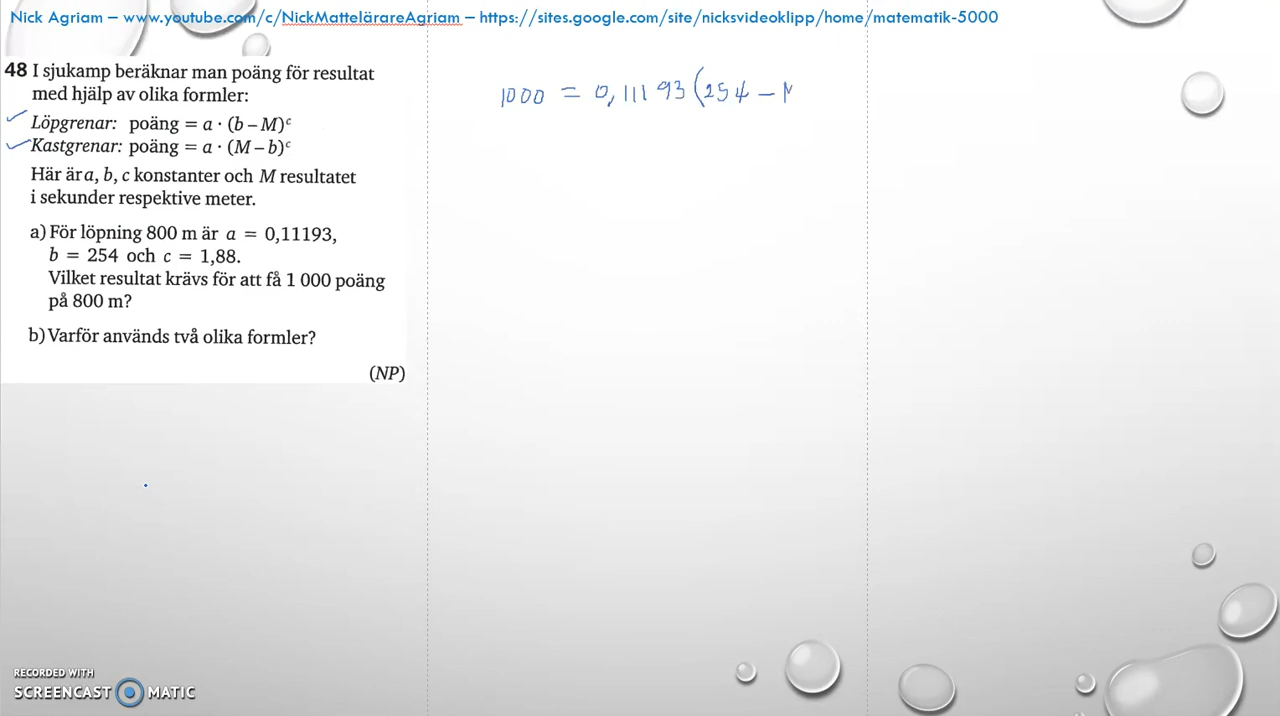 Nick Agriam – www.youtube.com/c/NickMattelärareAgriam – https://sites.google.com/site/nicksvideoklipp/home/matematik-5000
48 I sjukamp beräknar man poäng för resultat
med hjälp av olika formler:
Löpgrenar: poäng = a · (b – M)ᶜ
Kastgrenar: poäng = a · (M – b)ᶜ
Här är a, b, c konstanter och M resultatet
i sekunder respektive meter.
a) För löpning 800 m är a = 0,11193,
b = 254 och c = 1,88.
Vilket resultat krävs för att få 1 000 poäng
på 800 m?
b) Varför används två olika formler?
(NP)
1000 = 0,11193(254 –
RECORDED WITH
SCREENCAST MATIC